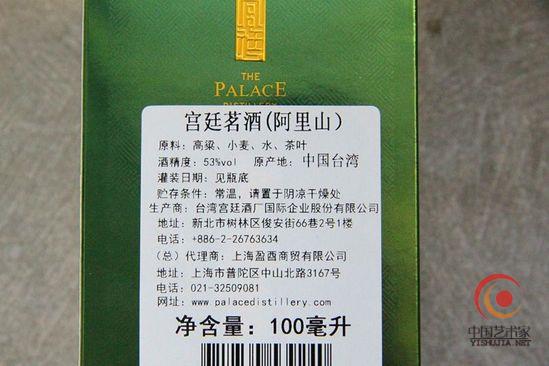 THE
PALACE
DISTILLERY
宫廷茗酒(阿里山)
原料：高粱、小麦、水、茶叶
酒精度：53%vol 原产地：中国台湾
灌装日期：见瓶底
贮存条件：常温，请置于阴凉干燥处
生产商：台湾宫廷酒厂国际企业股份有限公司
地址：新北市树林区俊安街66巷2号1楼
电话：+886-2-26763634
（总）代理商：上海盈酉商贸有限公司
地址：上海市普陀区中山北路3167号
电话：021-32509081
网址：www.palacedistillery.com
净含量：100毫升
中国艺术家
YISHUJIA.NET